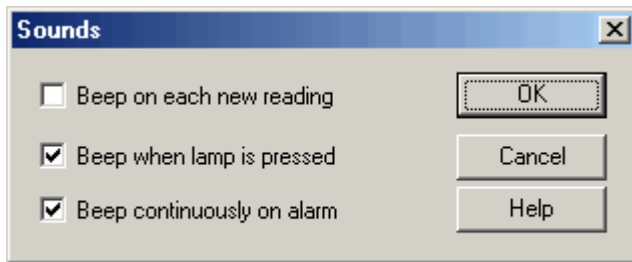 Sounds
Beep on each new reading
OK
Beep when lamp is pressed
Cancel
Beep continuously on alarm
Help